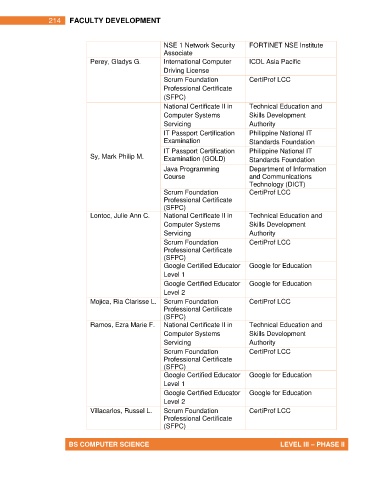 214 FACULTY DEVELOPMENT
NSE 1 Network Security FORTINET NSE Institute
Associate
Perey, Gladys G. International Computer ICDL Asia Pacific
Driving License
Scrum Foundation CertiProf LCC
Professional Certificate
(SFPC)
National Certificate II in Technical Education and
Computer Systems Skills Development
Servicing Authority
IT Passport Certification Philippine National IT
Examination Standards Foundation
IT Passport Certification Philippine National IT
Sy, Mark Philip M. Examination (GOLD) Standards Foundation
Java Programming Department of Information
Course and Communications
Technology (DICT)
Scrum Foundation CertiProf LCC
Professional Certificate
(SFPC)
Lontoc, Julie Ann C. National Certificate II in Technical Education and
Computer Systems Skills Development
Servicing Authority
Scrum Foundation CertiProf LCC
Professional Certificate
(SFPC)
Google Certified Educator Google for Education
Level 1
Google Certified Educator Google for Education
Level 2
Mojica, Ria Clarisse L. Scrum Foundation CertiProf LCC
Professional Certificate
(SFPC)
Ramos, Ezra Marie F. National Certificate II in Technical Education and
Computer Systems Skills Development
Servicing Authority
Scrum Foundation CertiProf LCC
Professional Certificate
(SFPC)
Google Certified Educator Google for Education
Level 1
Google Certified Educator Google for Education
Level 2
Villacarlos, Russel L. Scrum Foundation CertiProf LCC
Professional Certificate
(SFPC)
BS COMPUTER SCIENCE LEVEL III – PHASE II